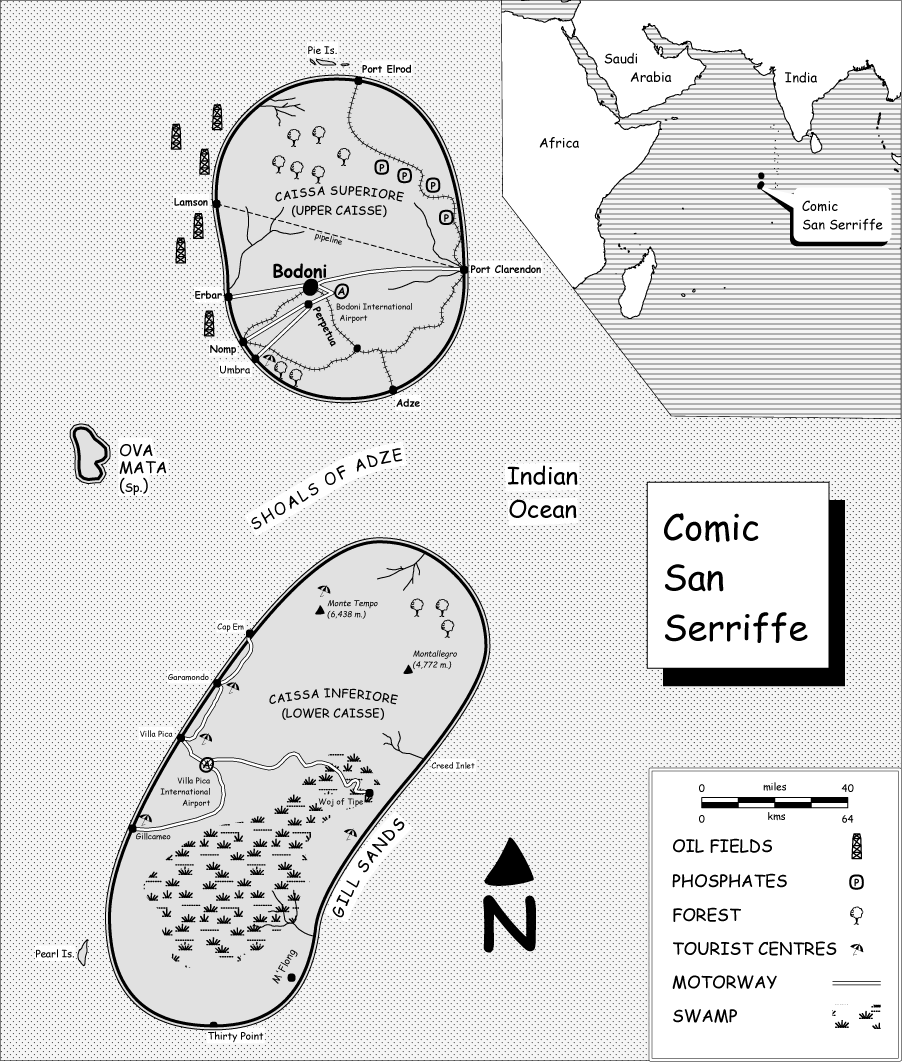 Pie Is.
Port Elrod
Saudi
Arabia
India
Africa
Comic
San Serriffe
P
P
P
P
CAISSA SUPERIORE
(UPPER CAISSE)
Lamson
pipeline
Bodoni
Port Clarendon
Erbar
A
Bodoni International
Airport
Perpetua
Nomp
Umbra
Adze
OVA
MATA
(Sp.)
SHOALS OF ADZE
Indian
Ocean
Comic
San
Serriffe
Monte Tempo
(6,438 m.)
Cap Em
Montallegro
(4,772 m.)
Garamondo
CAISSA INFERIORE
(LOWER CAISSE)
Villa Pica
A
Creed Inlet
Villa Pica
International
Airport
Woj of Tipe
Gillcameo
GILL SANDS
N
Pearl Is.
M'Flong
Thirty Point
0 miles 40
0 kms 64
OIL FIELDS
PHOSPHATES P
FOREST
TOURIST CENTRES
MOTORWAY
SWAMP